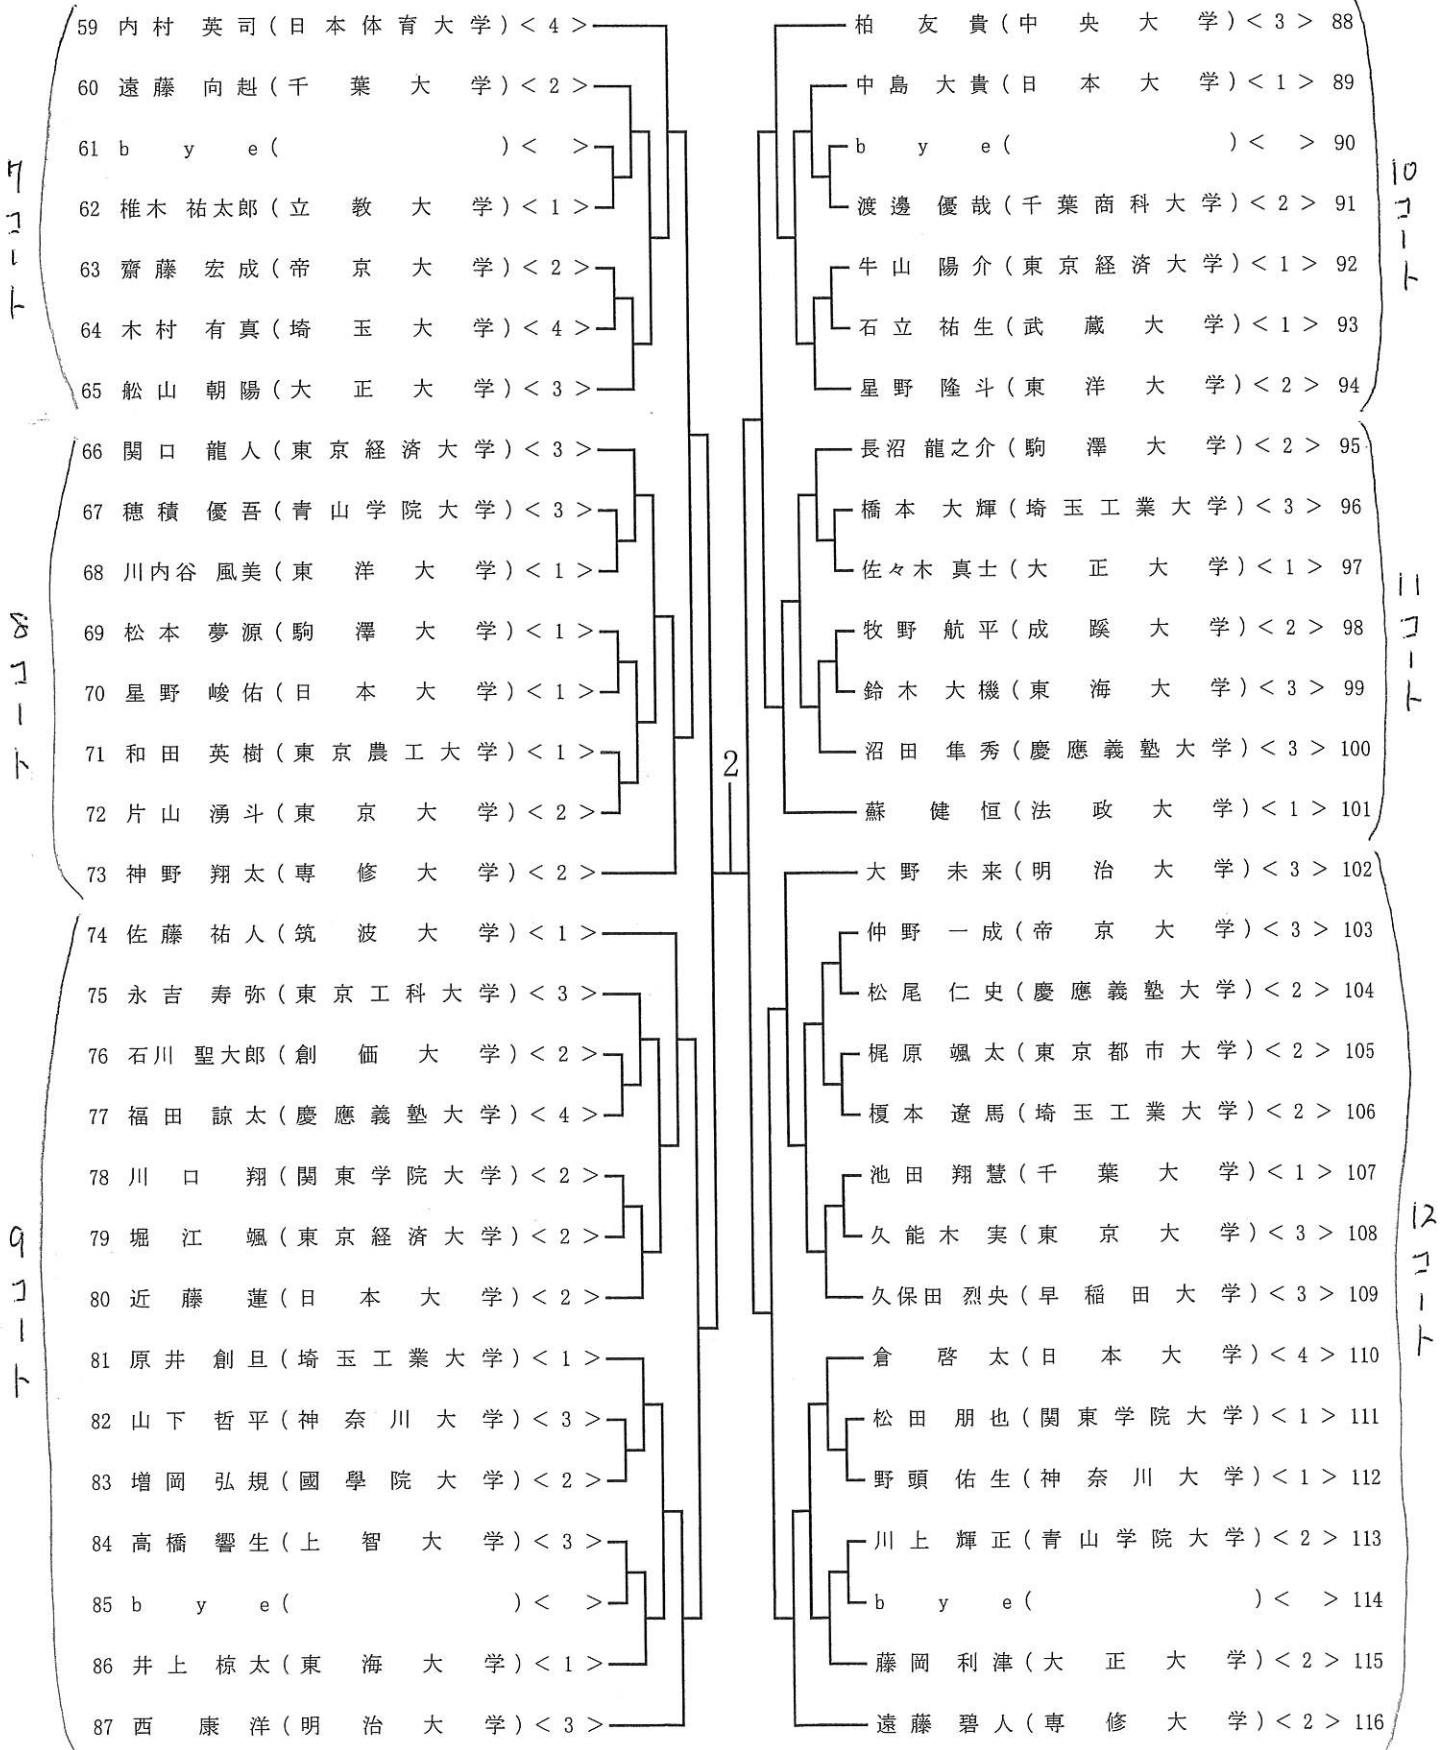 7コート
59 内村 英司(日本体育大学)< 4 >
60 遠藤 向赳(千葉大学)< 2 >
61 bye( )< >
62 椎木 祐太郎(立教大学)< 1 >
63 齋藤 宏成(帝京大学)< 2 >
64 木村 有真(埼玉大学)< 4 >
65 舩山 朝陽(大正大学)< 3 >
8コート
66 関口 龍人(東京経済大学)< 3 >
67 穂積 優吾(青山学院大学)< 3 >
68 川内谷 風美(東洋大学)< 1 >
69 松本 夢源(駒澤大学)< 1 >
70 星野 峻佑(日本大学)< 1 >
71 和田 英樹(東京農工大学)< 1 >
72 片山 湧斗(東京大学)< 2 >
73 神野 翔太(専修大学)< 2 >
9コート
74 佐藤 祐人(筑波大学)< 1 >
75 永吉 寿弥(東京工科大学)< 3 >
76 石川 聖大郎(創価大学)< 2 >
77 福田 諒太(慶應義塾大学)< 4 >
78 川口 翔(関東学院大学)< 2 >
79 堀江 颯(東京経済大学)< 2 >
80 近藤 蓮(日本大学)< 2 >
81 原井 創旦(埼玉工業大学)< 1 >
82 山下 哲平(神奈川大学)< 3 >
83 増岡 弘規(國學院大学)< 2 >
84 高橋 響生(上智大学)< 3 >
85 bye( )< >
86 井上 椋太(東海大学)< 1 >
87 西 康洋(明治大学)< 3 >
2
10コート
柏 友貴(中央大学)< 3 > 88
中島 大貴(日本大学)< 1 > 89
bye( )< > 90
渡邊 優哉(千葉商科大学)< 2 > 91
牛山 陽介(東京経済大学)< 1 > 92
石立 祐生(武蔵大学)< 1 > 93
星野 隆斗(東洋大学)< 2 > 94
11コート
長沼 龍之介(駒澤大学)< 2 > 95
橋本 大輝(埼玉工業大学)< 3 > 96
佐々木 真士(大正大学)< 1 > 97
牧野 航平(成蹊大学)< 2 > 98
鈴木 大機(東海大学)< 3 > 99
沼田 隼秀(慶應義塾大学)< 3 > 100
蘇 健恒(法政大学)< 1 > 101
12コート
大野 未来(明治大学)< 3 > 102
仲野 一成(帝京大学)< 3 > 103
松尾 仁史(慶應義塾大学)< 2 > 104
梶原 颯太(東京都市大学)< 2 > 105
榎本 遼馬(埼玉工業大学)< 2 > 106
池田 翔慧(千葉大学)< 1 > 107
久能木 実(東京大学)< 3 > 108
久保田 烈央(早稲田大学)< 3 > 109
倉 啓太(日本大学)< 4 > 110
松田 朋也(関東学院大学)< 1 > 111
野頭 佑生(神奈川大学)< 1 > 112
川上 輝正(青山学院大学)< 2 > 113
bye( )< > 114
藤岡 利津(大正大学)< 2 > 115
遠藤 碧人(専修大学)< 2 > 116